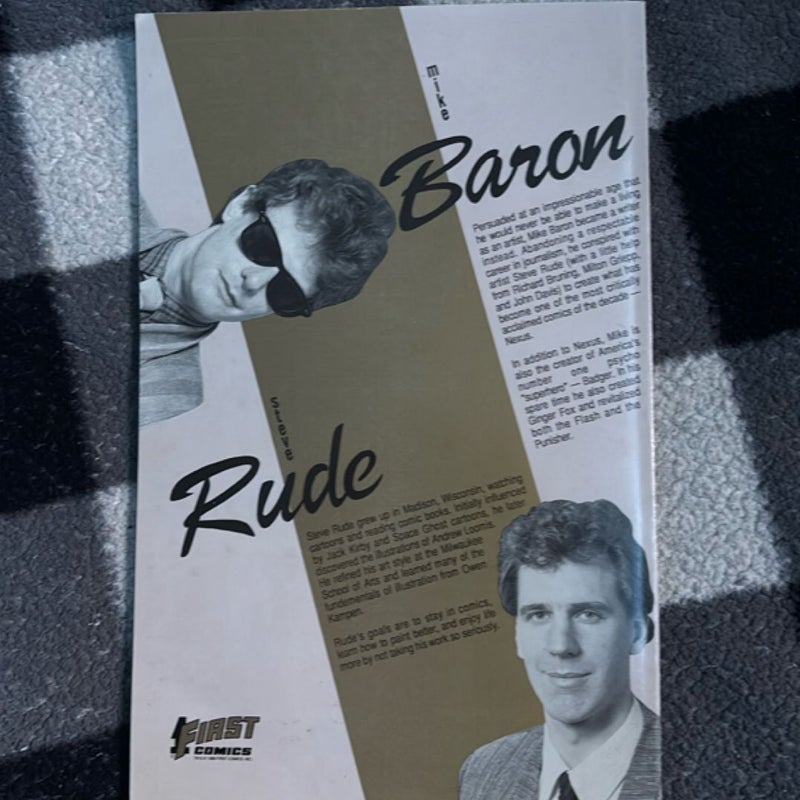 mike
Baron
Persuaded at an impressionable age that
he would never be able to make a living
as an artist, Mike Baron became a writer
instead. Abandoning a respectable
career in journalism, he conspired with
artist Steve Rude (with a little help
from Richard Bruning, Milton Griepp,
and John Davis) to create what has
become one of the most critically
acclaimed comics of the decade —
Nexus.
In addition to Nexus, Mike is
also the creator of America's
number one psycho
"superhero" — Badger. In his
spare time he also created
Ginger Fox and revitalized
both the Flash and the
Punisher.
steve
Rude
Steve Rude grew up in Madison, Wisconsin, watching
cartoons and reading comic books. Initially influenced
by Jack Kirby and Space Ghost cartoons, he later
discovered the illustrations of Andrew Loomis.
He refined his art style at the Milwaukee
School of Arts and learned many of the
fundamentals of illustration from Owen
Kampen.
Rude's goals are to stay in comics,
learn how to paint better, and enjoy life
more by not taking his work so seriously.
FIRST
COMICS